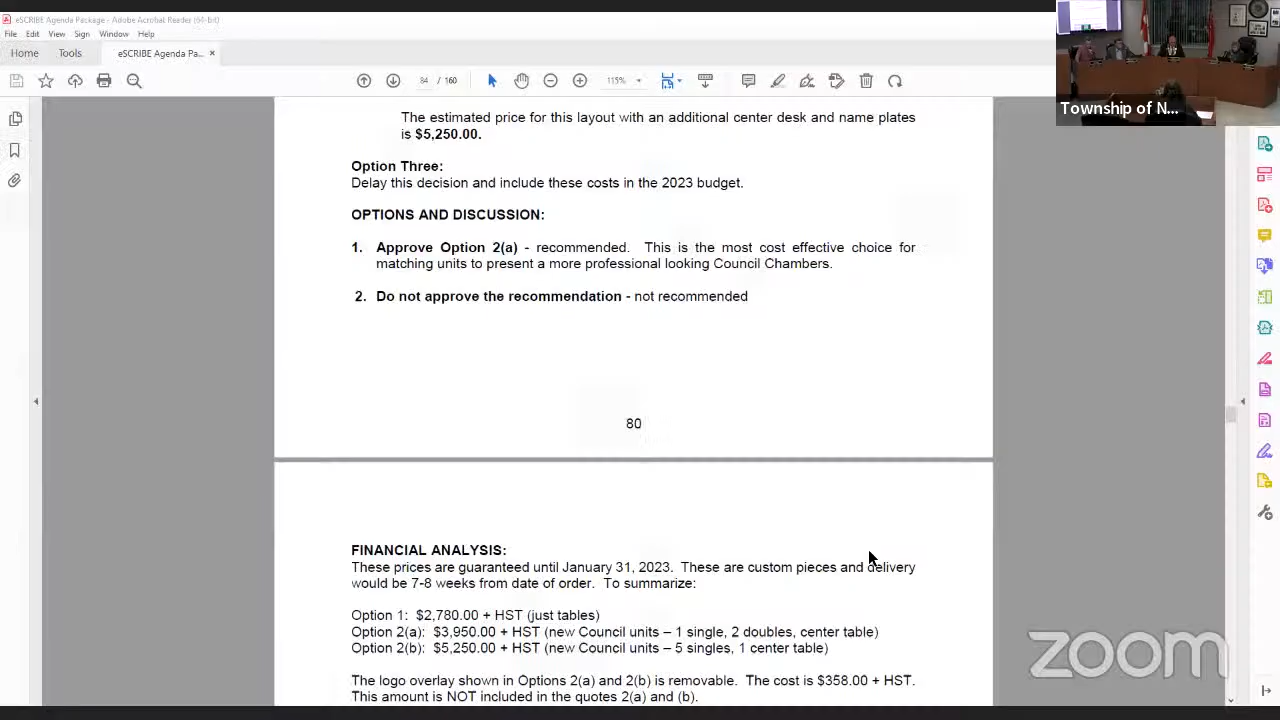 eSCRIBE Agenda Package - Adobe Acrobat Reader (64-bit)
File Edit View Sign Window Help
Home Tools eSCRIBE Agenda Pa... ×
84 / 160 115%
Township of N...
The estimated price for this layout with an additional center desk and name plates
is $5,250.00.
Option Three:
Delay this decision and include these costs in the 2023 budget.
OPTIONS AND DISCUSSION:
1. Approve Option 2(a) - recommended. This is the most cost effective choice for
matching units to present a more professional looking Council Chambers.
2. Do not approve the recommendation - not recommended
80
FINANCIAL ANALYSIS:
These prices are guaranteed until January 31, 2023. These are custom pieces and delivery
would be 7-8 weeks from date of order. To summarize:
Option 1: $2,780.00 + HST (just tables)
Option 2(a): $3,950.00 + HST (new Council units – 1 single, 2 doubles, center table)
Option 2(b): $5,250.00 + HST (new Council units – 5 singles, 1 center table)
The logo overlay shown in Options 2(a) and 2(b) is removable. The cost is $358.00 + HST.
This amount is NOT included in the quotes 2(a) and (b).
zoom